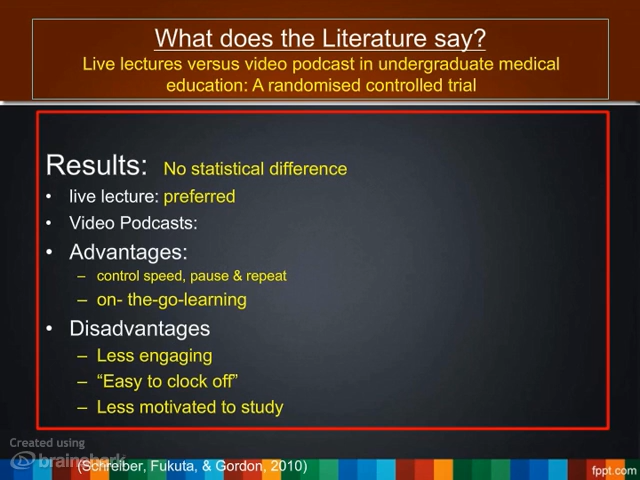 What does the Literature say?
Live lectures versus video podcast in undergraduate medical
education: A randomised controlled trial
Results: No statistical difference
• live lecture: preferred
• Video Podcasts:
• Advantages:
– control speed, pause & repeat
– on- the-go-learning
• Disadvantages
– Less engaging
– “Easy to clock off”
– Less motivated to study
Created using
brainshark
(Schreiber, Fukuta, & Gordon, 2010)
fppt.com